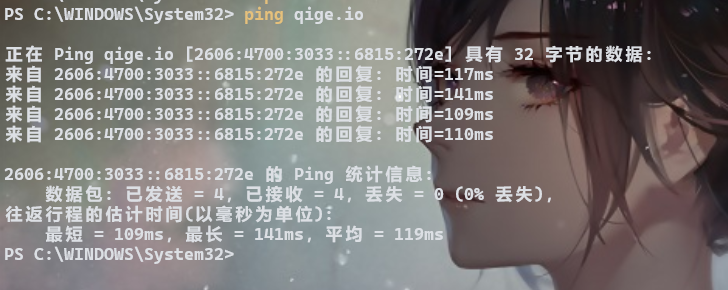 PS C:\WINDOWS\System32> ping qige.io
正在 Ping qige.io [2606:4700:3033::6815:272e] 具有 32 字节的数据:
来自 2606:4700:3033::6815:272e 的回复: 时间=117ms
来自 2606:4700:3033::6815:272e 的回复: 时间=141ms
来自 2606:4700:3033::6815:272e 的回复: 时间=109ms
来自 2606:4700:3033::6815:272e 的回复: 时间=110ms
2606:4700:3033::6815:272e 的 Ping 统计信息:
    数据包: 已发送 = 4, 已接收 = 4, 丢失 = 0 (0% 丢失),
往返行程的估计时间(以毫秒为单位):
    最短 = 109ms, 最长 = 141ms, 平均 = 119ms
PS C:\WINDOWS\System32>